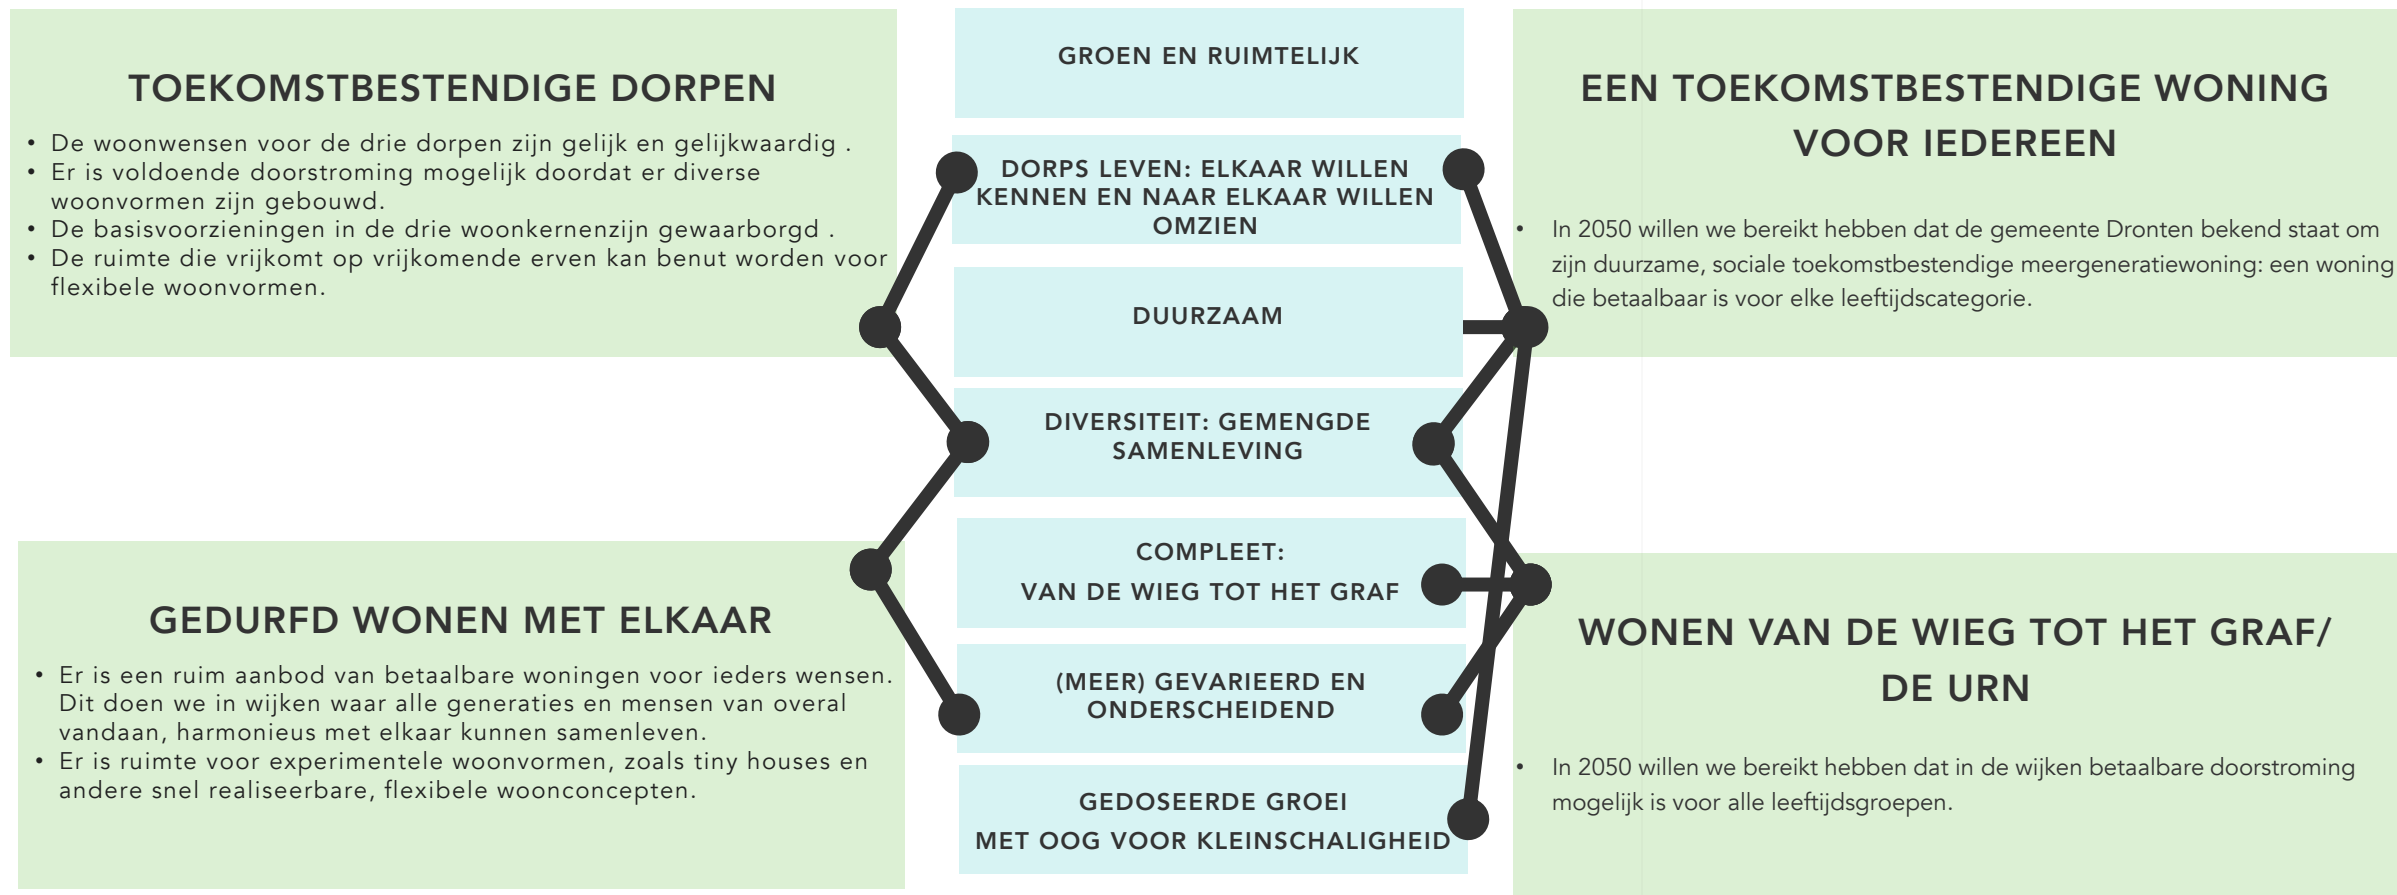 TOEKOMSTBESTENDIGE DORPEN
• De woonwensen voor de drie dorpen zijn gelijk en gelijkwaardig .
• Er is voldoende doorstroming mogelijk doordat er diverse
woonvormen zijn gebouwd.
• De basisvoorzieningen in de drie woonkernenzijn gewaarborgd .
• De ruimte die vrijkomt op vrijkomende erven kan benut worden voor
flexibele woonvormen.
GEDURFD WONEN MET ELKAAR
• Er is een ruim aanbod van betaalbare woningen voor ieders wensen.
Dit doen we in wijken waar alle generaties en mensen van overal
vandaan, harmonieus met elkaar kunnen samenleven.
• Er is ruimte voor experimentele woonvormen, zoals tiny houses en
andere snel realiseerbare, flexibele woonconcepten.
GROEN EN RUIMTELIJK
DORPS LEVEN: ELKAAR WILLEN
KENNEN EN NAAR ELKAAR WILLEN
OMZIEN
DUURZAAM
DIVERSITEIT: GEMENGDE
SAMENLEVING
COMPLEET:
VAN DE WIEG TOT HET GRAF
(MEER) GEVARIEERD EN
ONDERSCHEIDEND
GEDOSEERDE GROEI
MET OOG VOOR KLEINSCHALIGHEID
EEN TOEKOMSTBESTENDIGE WONING
VOOR IEDEREEN
• In 2050 willen we bereikt hebben dat de gemeente Dronten bekend staat om
zijn duurzame, sociale toekomstbestendige meergeneratiewoning: een woning
die betaalbaar is voor elke leeftijdscategorie.
WONEN VAN DE WIEG TOT HET GRAF/
DE URN
• In 2050 willen we bereikt hebben dat in de wijken betaalbare doorstroming
mogelijk is voor alle leeftijdsgroepen.